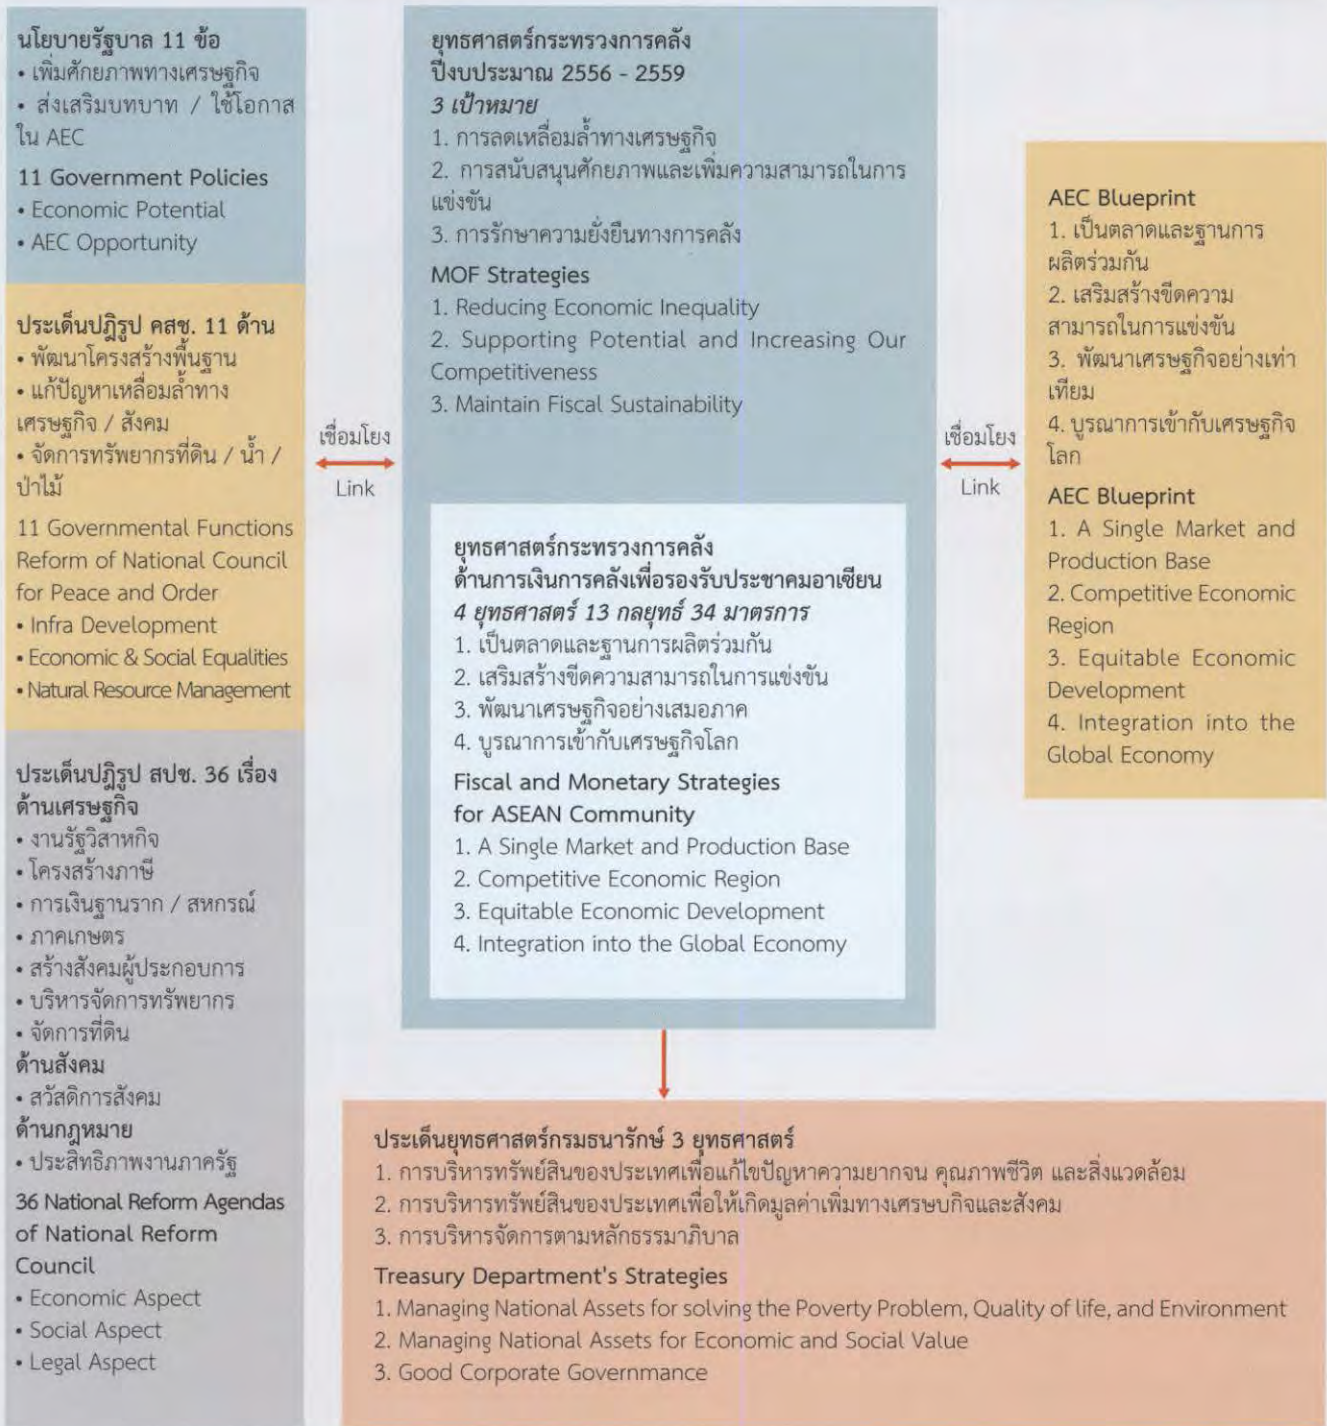 นโยบายรัฐบาล 11 ข้อ
• เพิ่มศักยภาพทางเศรษฐกิจ
• ส่งเสริมบทบาท / ใช้โอกาส
ใน AEC
11 Government Policies
• Economic Potential
• AEC Opportunity
ประเด็นปฎิรูป คสช. 11 ด้าน
• พัฒนาโครงสร้างพื้นฐาน
• แก้ปัญหาเหลื่อมล้ำทาง
เศรษฐกิจ / สังคม
• จัดการทรัพยากรที่ดิน / น้ำ /
ป่าไม้
11 Governmental Functions
Reform of National Council
for Peace and Order
• Infra Development
• Economic & Social Equalities
• Natural Resource Management
ประเด็นปฎิรูป สปช. 36 เรื่อง
ด้านเศรษฐกิจ
• งานรัฐวิสาหกิจ
• โครงสร้างภาษี
• การเงินฐานราก / สหกรณ์
• ภาคเกษตร
• สร้างสังคมผู้ประกอบการ
• บริหารจัดการทรัพยากร
• จัดการที่ดิน
ด้านสังคม
• สวัสดิการสังคม
ด้านกฎหมาย
• ประสิทธิภาพงานภาครัฐ
36 National Reform Agendas
of National Reform
Council
• Economic Aspect
• Social Aspect
• Legal Aspect
เชื่อมโยง
Link
ยุทธศาสตร์กระทรวงการคลัง
ปีงบประมาณ 2556 - 2559
3 เป้าหมาย
1. การลดเหลื่อมล้ำทางเศรษฐกิจ
2. การสนับสนุนศักยภาพและเพิ่มความสามารถในการ
แข่งขัน
3. การรักษาความยั่งยืนทางการคลัง
MOF Strategies
1. Reducing Economic Inequality
2. Supporting Potential and Increasing Our
Competitiveness
3. Maintain Fiscal Sustainability
ยุทธศาสตร์กระทรวงการคลัง
ด้านการเงินการคลังเพื่อรองรับประชาคมอาเซียน
4 ยุทธศาสตร์ 13 กลยุทธ์ 34 มาตรการ
1. เป็นตลาดและฐานการผลิตร่วมกัน
2. เสริมสร้างขีดความสามารถในการแข่งขัน
3. พัฒนาเศรษฐกิจอย่างเสมอภาค
4. บูรณาการเข้ากับเศรษฐกิจโลก
Fiscal and Monetary Strategies
for ASEAN Community
1. A Single Market and Production Base
2. Competitive Economic Region
3. Equitable Economic Development
4. Integration into the Global Economy
เชื่อมโยง
Link
AEC Blueprint
1. เป็นตลาดและฐานการ
ผลิตร่วมกัน
2. เสริมสร้างขีดความ
สามารถในการแข่งขัน
3. พัฒนาเศรษฐกิจอย่างเท่า
เทียม
4. บูรณาการเข้ากับเศรษฐกิจ
โลก
AEC Blueprint
1. A Single Market and
Production Base
2. Competitive Economic
Region
3. Equitable Economic
Development
4. Integration into the
Global Economy
ประเด็นยุทธศาสตร์กรมธนารักษ์ 3 ยุทธศาสตร์
1. การบริหารทรัพย์สินของประเทศเพื่อแก้ไขปัญหาความยากจน คุณภาพชีวิต และสิ่งแวดล้อม
2. การบริหารทรัพย์สินของประเทศเพื่อให้เกิดมูลค่าเพิ่มทางเศรษบกิจและสังคม
3. การบริหารจัดการตามหลักธรรมาภิบาล
Treasury Department's Strategies
1. Managing National Assets for solving the Poverty Problem, Quality of life, and Environment
2. Managing National Assets for Economic and Social Value
3. Good Corporate Governmance